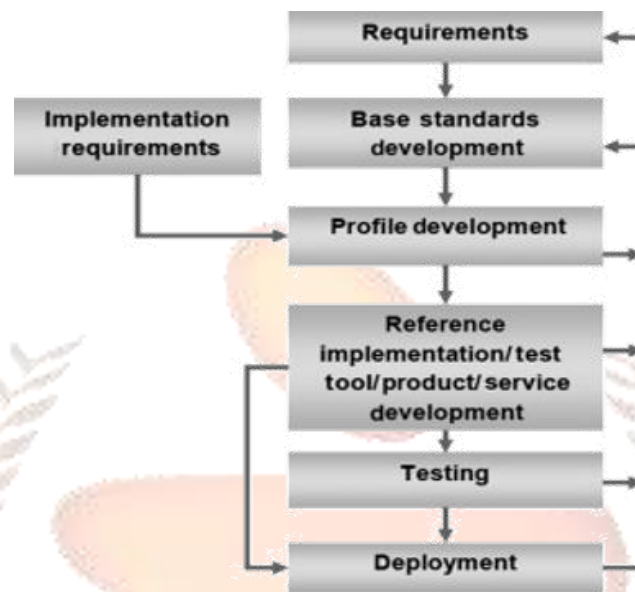 Requirements
Implementation
requirements
Base standards
development
Profile development
Reference
implementation/test
tool/product/service
development
Testing
Deployment